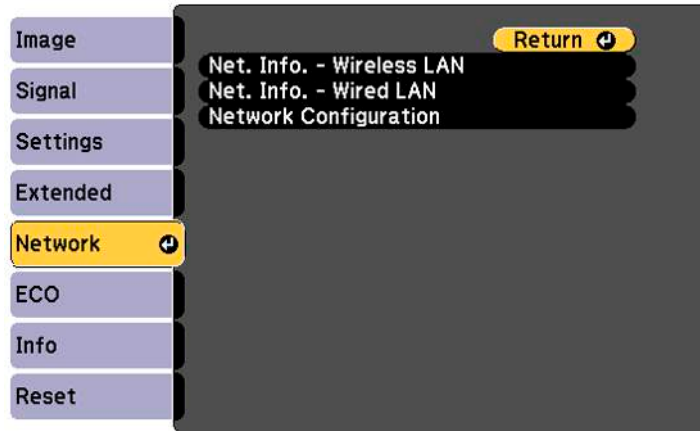 Image
Signal
Settings
Extended
Network
ECO
Info
Reset
Return
Net. Info. - Wireless LAN
Net. Info. - Wired LAN
Network Configuration